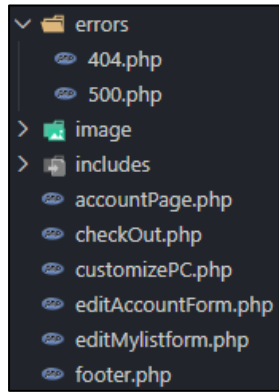 errors
404.php
500.php
image
includes
accountPage.php
checkOut.php
customizePC.php
editAccountForm.php
editMylistform.php
footer.php